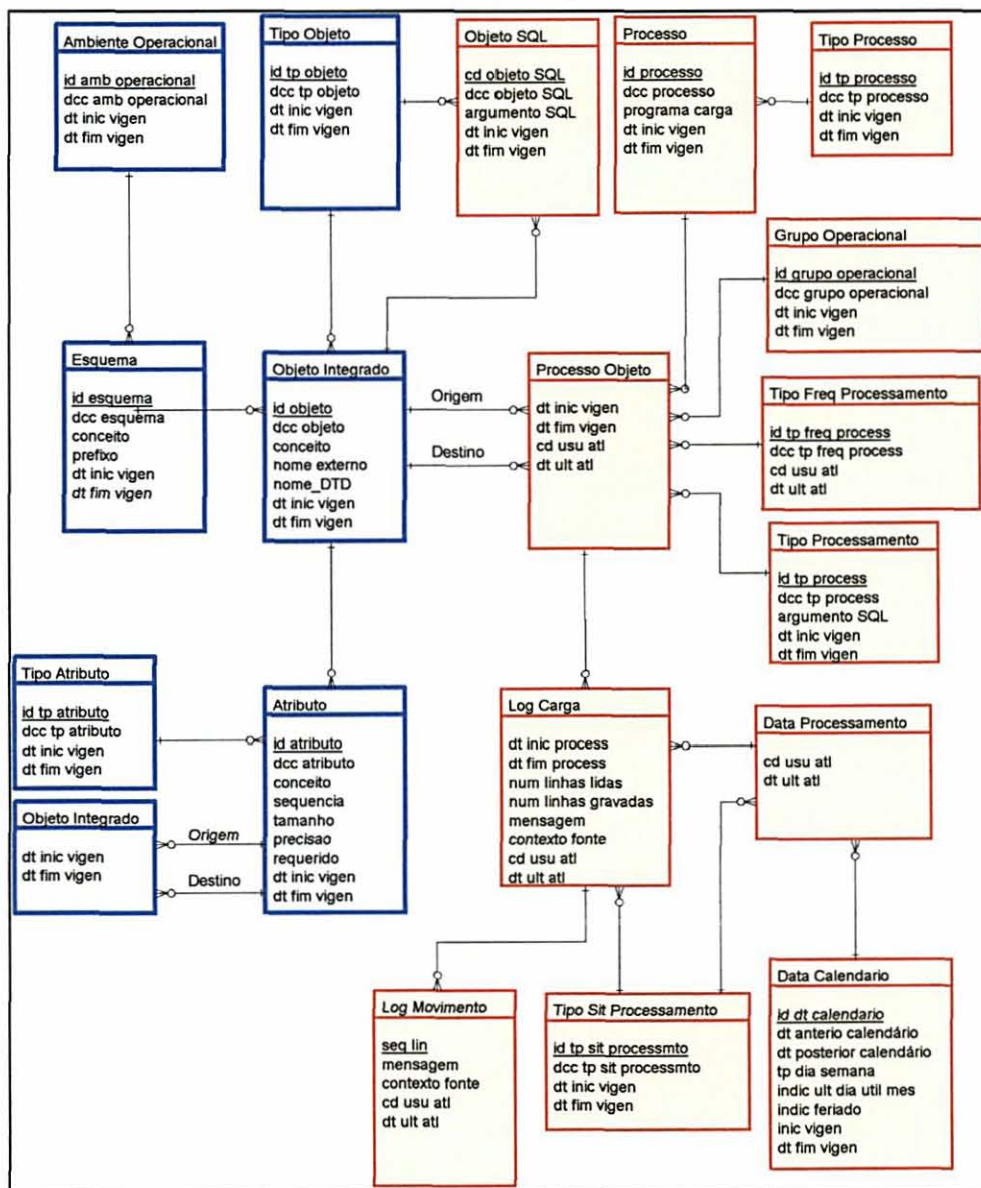 Ambiente Operacional
id amb operacional
dcc amb operacional
dt inic vigen
dt fim vigen
Tipo Objeto
id tp objeto
dcc tp objeto
dt inic vigen
dt fim vigen
Objeto SQL
cd objeto SQL
dcc objeto SQL
argumento SQL
dt inic vigen
dt fim vigen
Processo
id processo
dcc processo
programa carga
dt inic vigen
dt fim vigen
Tipo Processo
id tp processo
dcc tp processo
dt inic vigen
dt fim vigen
Grupo Operacional
id grupo operacional
dcc grupo operacional
dt inic vigen
dt fim vigen
Esquema
id esquema
dcc esquema
conceito
prefixo
dt inic vigen
dt fim vigen
Objeto Integrado
id objeto
dcc objeto
conceito
nome externo
nome_DTD
dt inic vigen
dt fim vigen
Origem
Destino
Processo Objeto
dt inic vigen
dt fim vigen
cd usu atl
dt ult atl
Tipo Freq Processamento
id tp freq process
dcc tp freq process
cd usu atl
dt ult atl
Tipo Processamento
id tp process
dcc tp process
argumento SQL
dt inic vigen
dt fim vigen
Tipo Atributo
id tp atributo
dcc tp atributo
dt inic vigen
dt fim vigen
Objeto Integrado
dt inic vigen
dt fim vigen
Origem
Destino
Atributo
id atributo
dcc atributo
conceito
sequencia
tamanho
precisao
requerido
dt inic vigen
dt fim vigen
Log Carga
dt inic process
dt fim process
num linhas lidas
num linhas gravadas
mensagem
contexto fonte
cd usu atl
dt ult atl
Data Processamento
cd usu atl
dt ult atl
Log Movimento
seq lin
mensagem
contexto fonte
cd usu atl
dt ult atl
Tipo Sit Processamento
id tp sit processmto
dcc tp sit processmto
dt inic vigen
dt fim vigen
Data Calendario
id dt calendario
dt anterio calendário
dt posterior calendário
tp dia semana
indic ult dia util mes
indic feriado
inic vigen
dt fim vigen